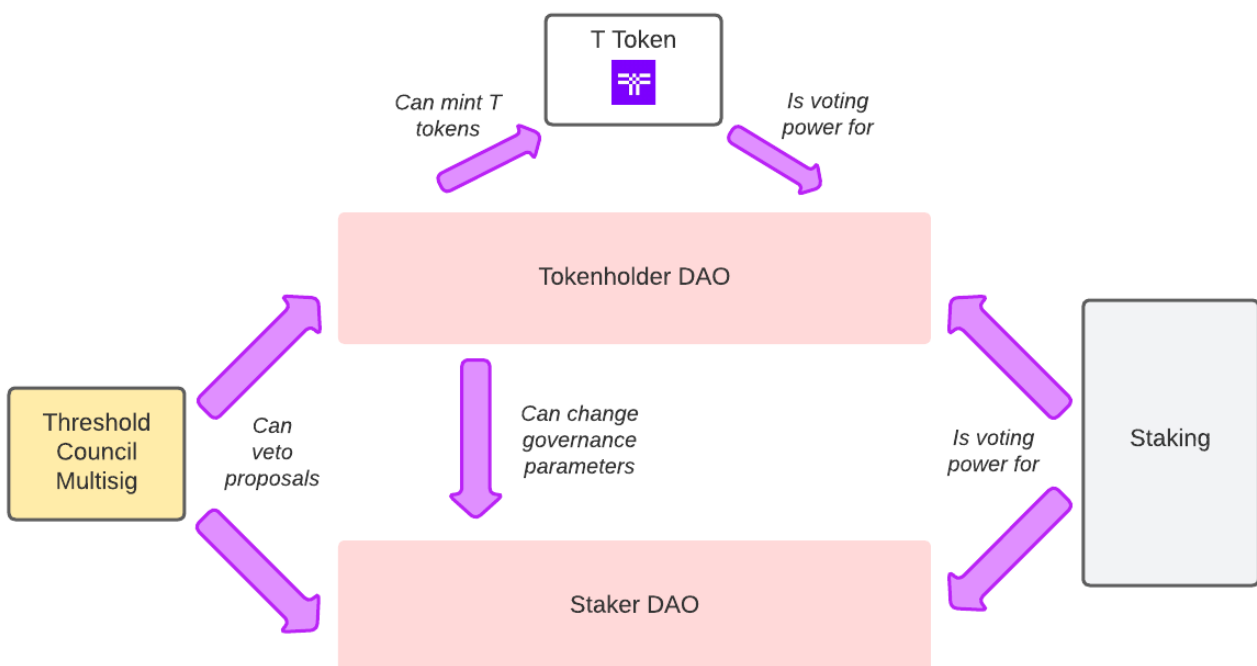 T Token
Can mint T
tokens
Is voting
power for
Tokenholder DAO
Threshold
Council
Multisig
Can
veto
proposals
Can change
governance
parameters
Is voting
power for
Staking
Staker DAO